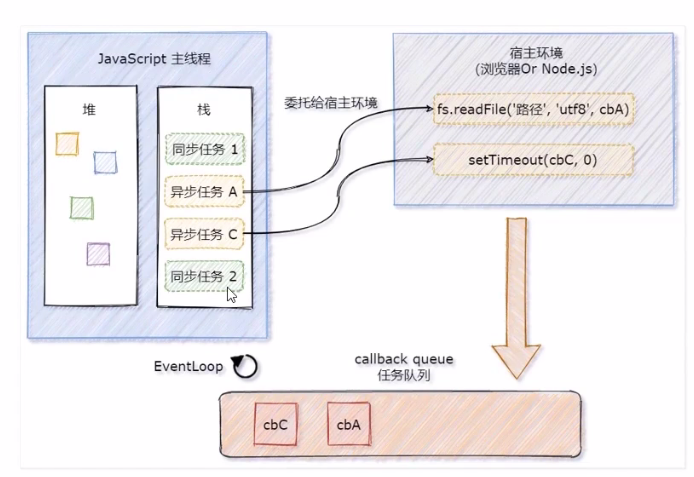 JavaScript 主线程
堆
栈
同步任务 1
异步任务 A
异步任务 C
同步任务 2
委托给宿主环境
宿主环境
(浏览器Or Node.js)
fs.readFile('路径', 'utf8', cbA)
setTimeout(cbC, 0)
EventLoop
callback queue
任务队列
cbC
cbA